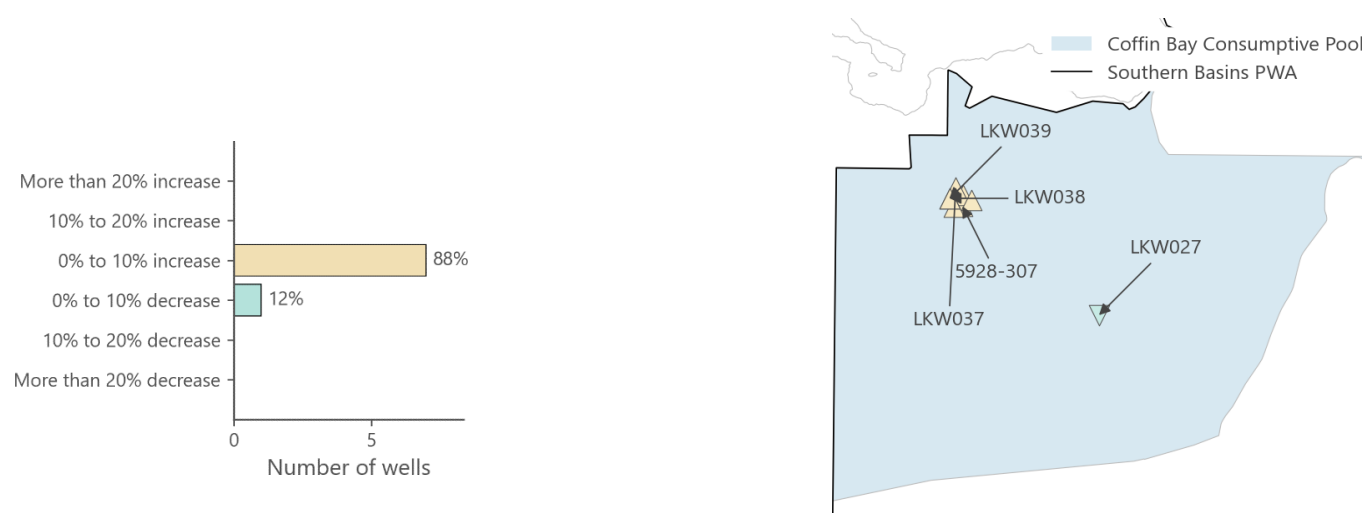 More than 20% increase
10% to 20% increase
0% to 10% increase
88%
0% to 10% decrease
12%
10% to 20% decrease
More than 20% decrease
0
5
Number of wells
Coffin Bay Consumptive Pool
Southern Basins PWA
LKW039
LKW038
LKW027
5928-307
LKW037